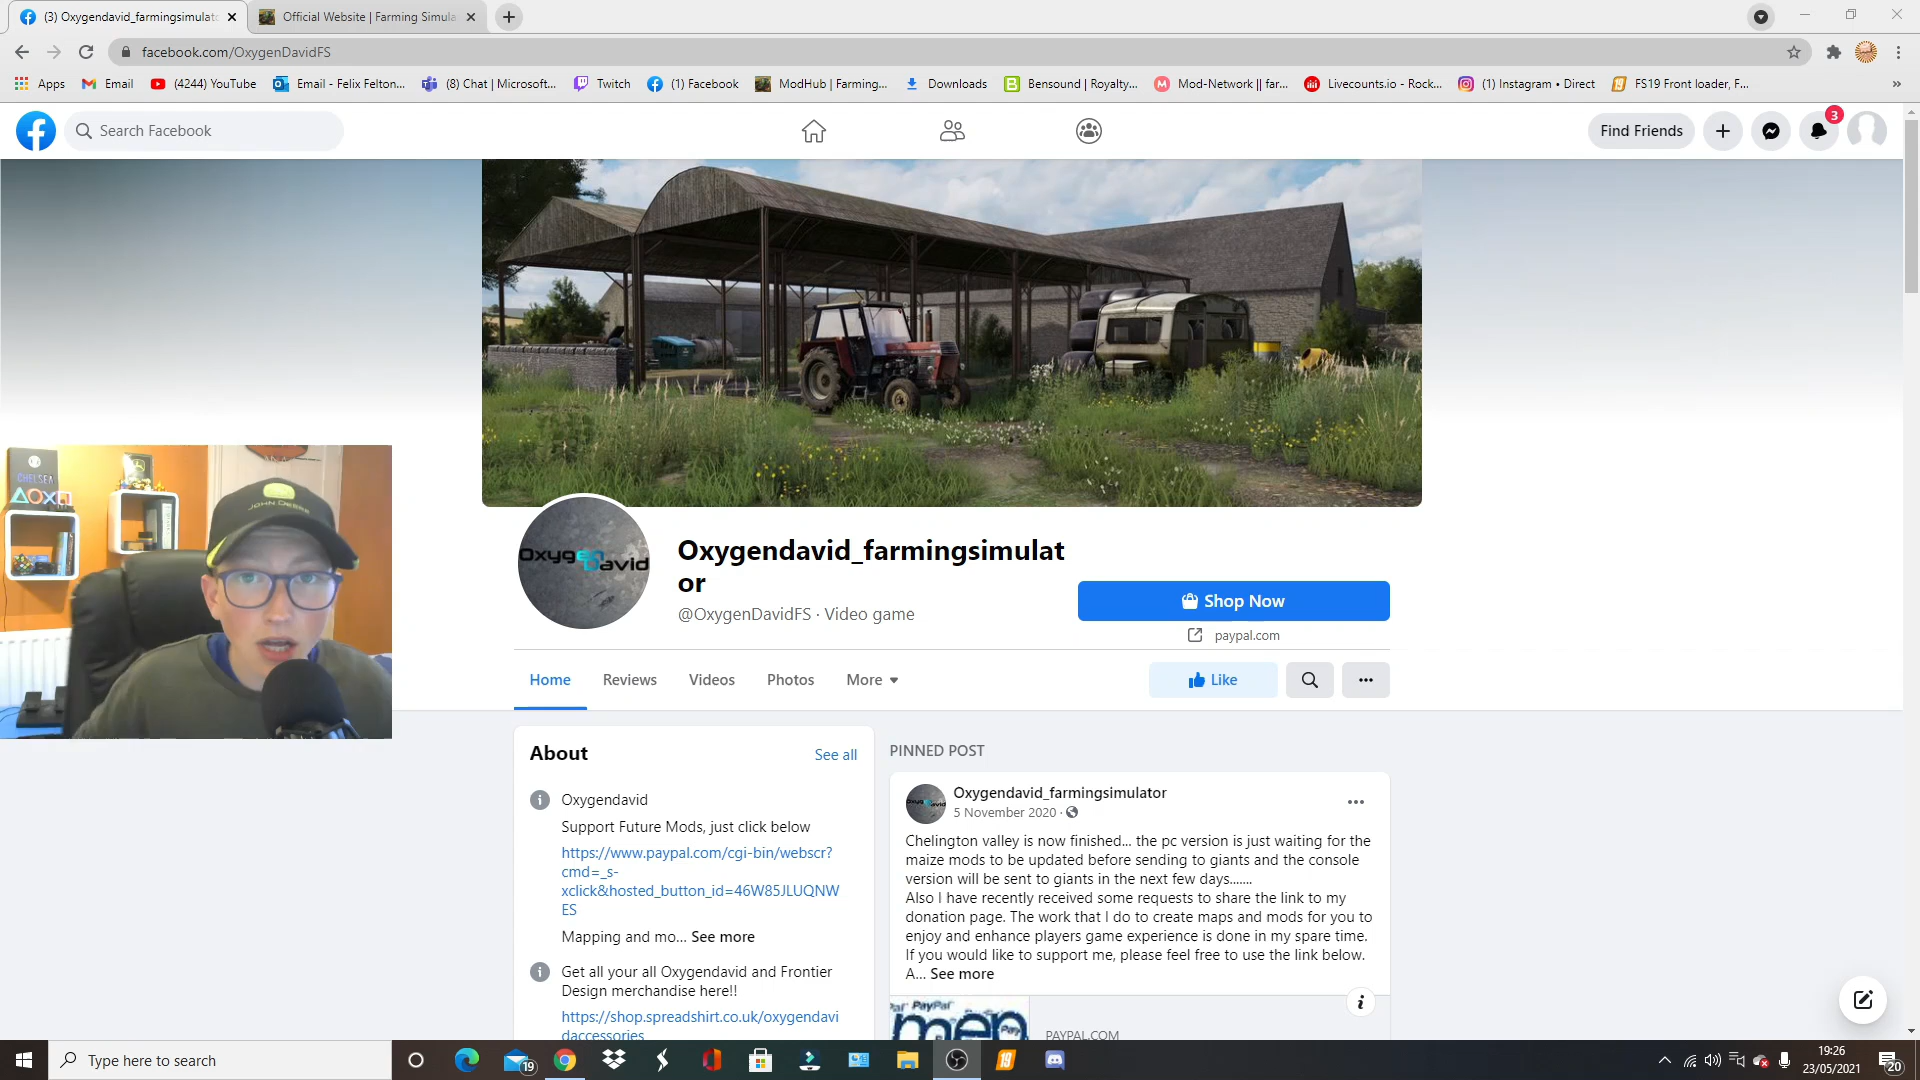 (3) Oxygendavid_farmingsimulato
Official Website | Farming Simula
facebook.com/OxygenDavidFS
Apps
Email
(4244) YouTube
Email - Felix Felton...
(8) Chat | Microsoft...
Twitch
(1) Facebook
ModHub | Farming...
Downloads
Bensound | Royalty...
Mod-Network || far...
Livecounts.io - Rock...
(1) Instagram • Direct
FS19 Front loader, F...
»
Search Facebook
Find Friends
3
CHELSEA
JOHN DEERE
OxygenDavid
Oxygendavid_farmingsimulat
or
@OxygenDavidFS · Video game
Shop Now
paypal.com
Home
Reviews
Videos
Photos
More
Like
About
See all
Oxygendavid
Support Future Mods, just click below
https://www.paypal.com/cgi-bin/webscr?
cmd=_s-
xclick&hosted_button_id=46W85JLUQNW
ES
Mapping and mo... See more
Get all your all Oxygendavid and Frontier
Design merchandise here!!
https://shop.spreadshirt.co.uk/oxygendavi
daccessories
PINNED POST
Oxygendavid_farmingsimulator
5 November 2020 ·
Chelington valley is now finished... the pc version is just waiting for the
maize mods to be updated before sending to giants and the console
version will be sent to giants in the next few days.......
Also I have recently received some requests to share the link to my
donation page. The work that I do to create maps and mods for you to
enjoy and enhance players game experience is done in my spare time.
If you would like to support me, please feel free to use the link below.
A... See more
PayPal
PAYPAL.COM
Type here to search
19
19
19:26
23/05/2021
20